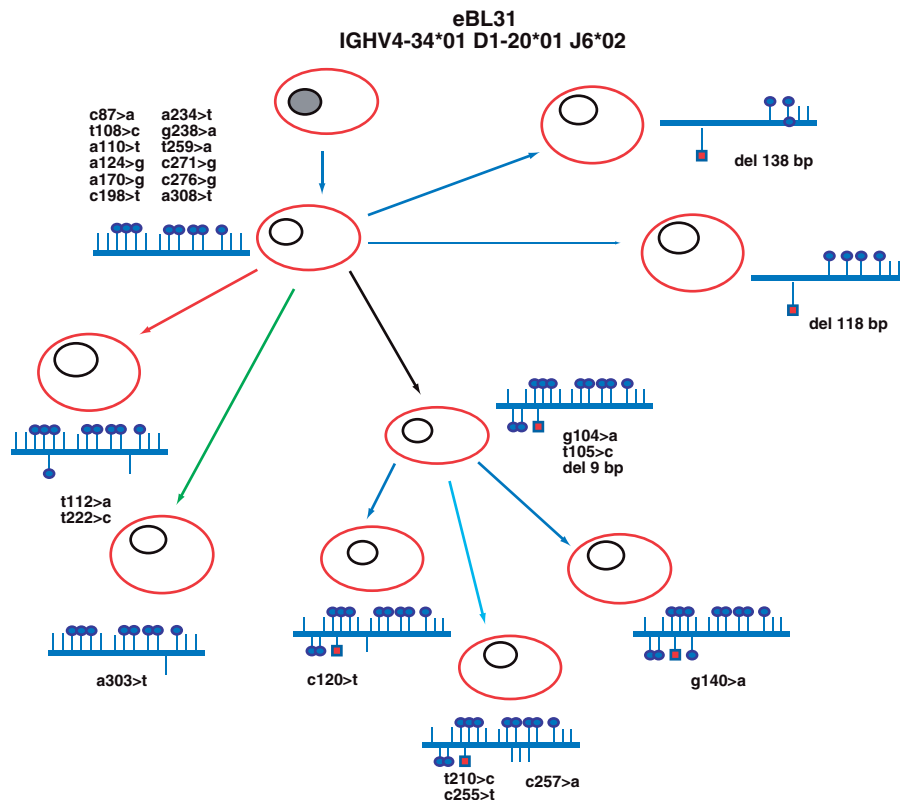 eBL31
IGHV4-34*01 D1-20*01 J6*02
c87>a a234>t
t108>c g238>a
a110>t t259>a
a124>g c271>g
a170>g c276>g
c198>t a308>t
del 138 bp
del 118 bp
g104>a
t105>c
del 9 bp
t112>a
t222>c
a303>t
c120>t
g140>a
t210>c c257>a
c255>t